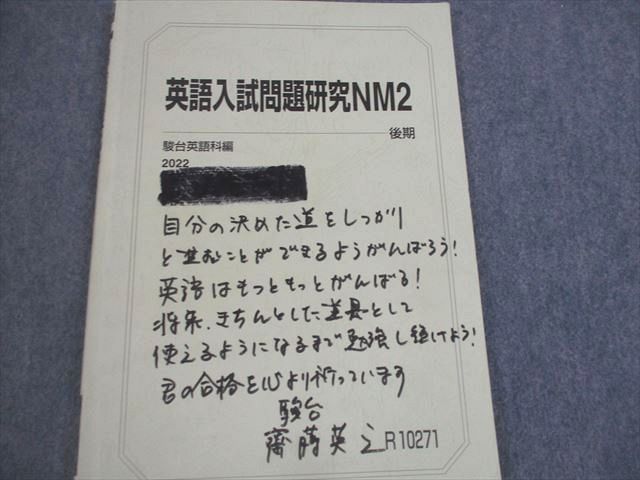 英語入試問題研究NM2
後期
駿台英語科編
2022
自分の決めた道をしっかり
と進むことができるようがんばろう!
英語はもっともっとがんばる!
将来、きちんとした道具として
使えるようになるまで勉強し続けよう!
君の合格を心より祈っています
駿台
齋藤英之
R10271